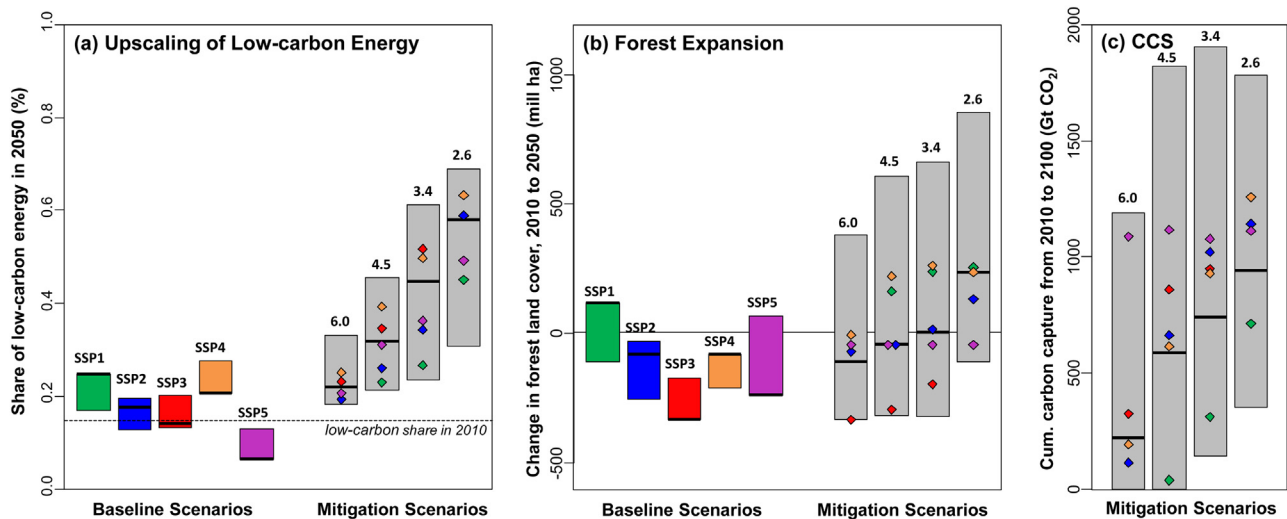 (a) Upscaling of Low-carbon Energy
Share of low-carbon energy in 2050 (%)
1.0
0.8
0.6
0.4
0.2
0.0
SSP1
SSP2
SSP3
SSP4
SSP5
6.0
4.5
3.4
2.6
low-carbon share in 2010
Baseline Scenarios
Mitigation Scenarios
(b) Forest Expansion
Change in forest land cover, 2010 to 2050 (mill ha)
1000
500
0
-500
SSP1
SSP2
SSP3
SSP4
SSP5
6.0
4.5
3.4
2.6
Baseline Scenarios
Mitigation Scenarios
(c) CCS
Cum. carbon capture from 2010 to 2100 (Gt CO2)
2000
1500
1000
500
0
6.0
4.5
3.4
2.6
Mitigation Scenarios